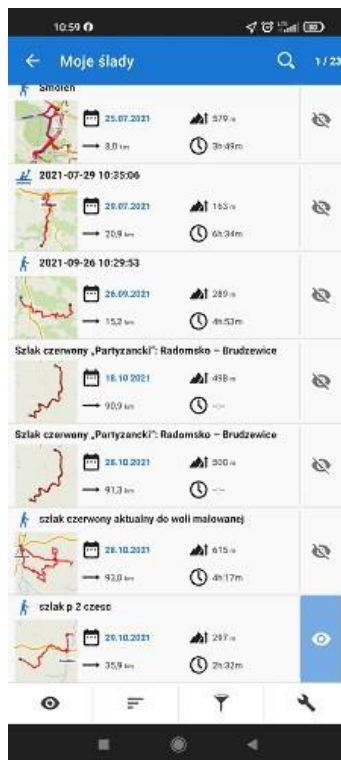 10:59
80
Moje ślady
1/23
Smoleń
25.07.2021 579 m
8,0 km 3h:49m
2021-07-29 10:35:06
29.07.2021 163 m
20,9 km 6h:34m
2021-09-26 10:29:53
26.09.2021 289 m
15,2 km 4h:53m
Szlak czerwony „Partyzancki": Radomsko – Brudzewice
18.10.2021 498 m
90,9 km --:--
Szlak czerwony „Partyzancki": Radomsko – Brudzewice
28.10.2021 500 m
91,3 km --:--
szlak czerwony aktualny do woli malowanej
28.10.2021 615 m
93,0 km 4h:17m
szlak p 2 czesc
29.10.2021 297 m
35,9 km 2h:32m